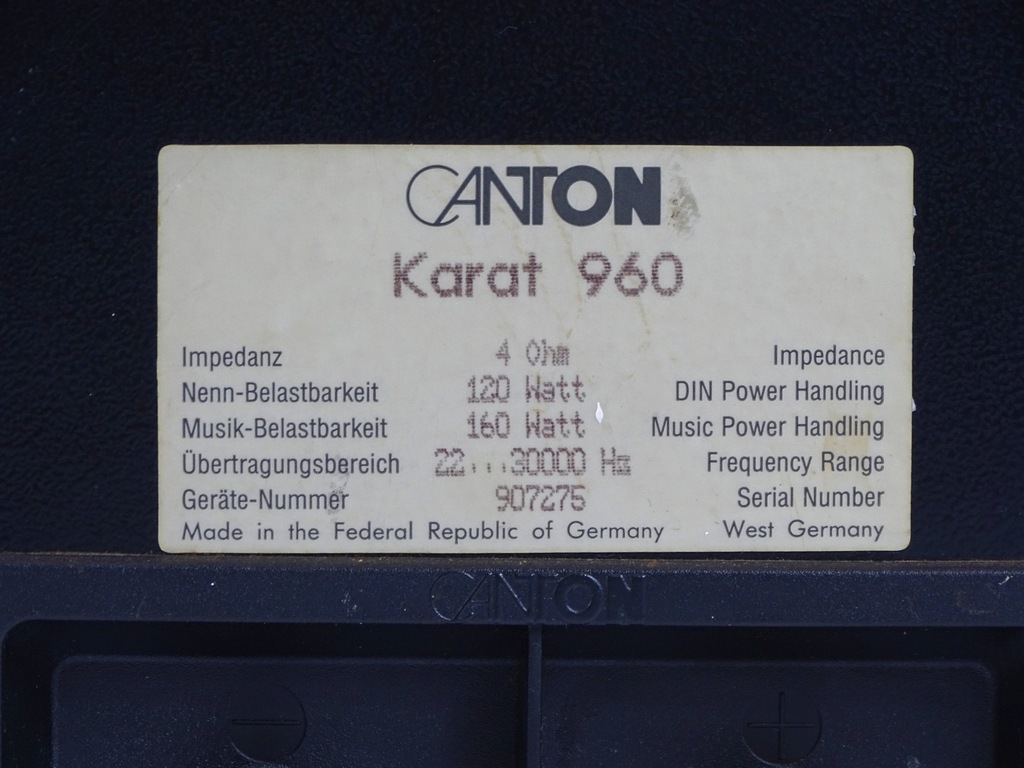 CANTON
Karat 960
Impedanz 4 Ohm Impedance
Nenn-Belastbarkeit 120 Watt DIN Power Handling
Musik-Belastbarkeit 160 Watt Music Power Handling
Übertragungsbereich 22...30000 Hz Frequency Range
Geräte-Nummer 907275 Serial Number
Made in the Federal Republic of Germany West Germany
CANTON
− +